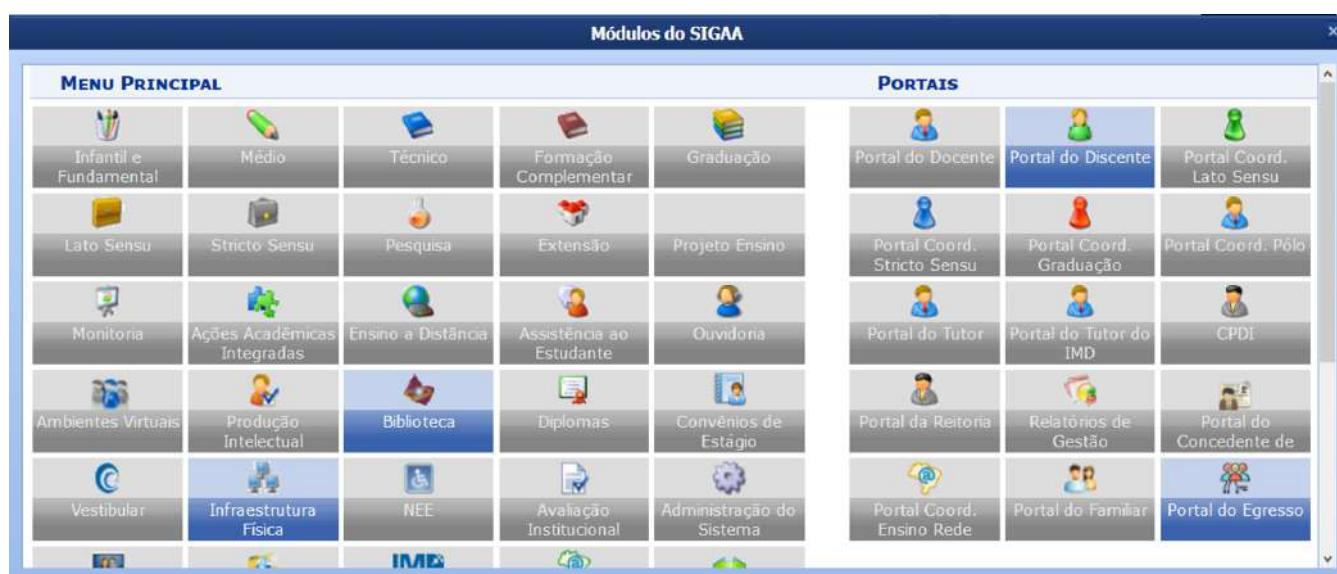 Módulos do SIGAA
MENU PRINCIPAL
PORTAIS
Infantil e
Fundamental
Médio
Técnico
Formação
Complementar
Graduação
Portal do Docente
Portal do Discente
Portal Coord.
Lato Sensu
Lato Sensu
Stricto Sensu
Pesquisa
Extensão
Projeto Ensino
Portal Coord.
Stricto Sensu
Portal Coord.
Graduação
Portal Coord. Pólo
Monitoria
Ações Acadêmicas
Integradas
Ensino a Distância
Assistência ao
Estudante
Ouvidoria
Portal do Tutor
Portal do Tutor do
IMD
CPDI
Ambientes Virtuais
Produção
Intelectual
Biblioteca
Diplomas
Convênios de
Estágio
Portal da Reitoria
Relatórios de
Gestão
Portal do
Concedente de
Vestibular
Infraestrutura
Física
NEE
Avaliação
Institucional
Administração do
Sistema
Portal Coord.
Ensino Rede
Portal do Familiar
Portal do Egresso
IMD